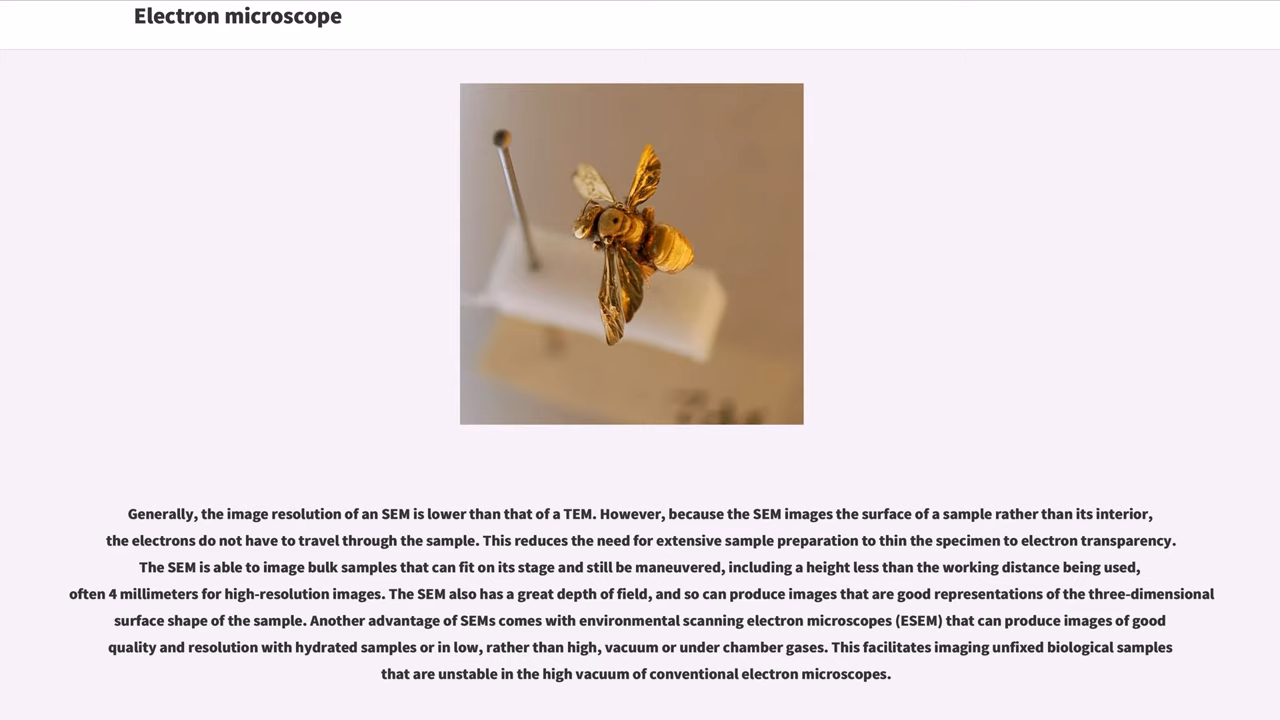 Electron microscope
Generally, the image resolution of an SEM is lower than that of a TEM. However, because the SEM images the surface of a sample rather than its interior,
the electrons do not have to travel through the sample. This reduces the need for extensive sample preparation to thin the specimen to electron transparency.
The SEM is able to image bulk samples that can fit on its stage and still be maneuvered, including a height less than the working distance being used,
often 4 millimeters for high-resolution images. The SEM also has a great depth of field, and so can produce images that are good representations of the three-dimensional
surface shape of the sample. Another advantage of SEMs comes with environmental scanning electron microscopes (ESEM) that can produce images of good
quality and resolution with hydrated samples or in low, rather than high, vacuum or under chamber gases. This facilitates imaging unfixed biological samples
that are unstable in the high vacuum of conventional electron microscopes.